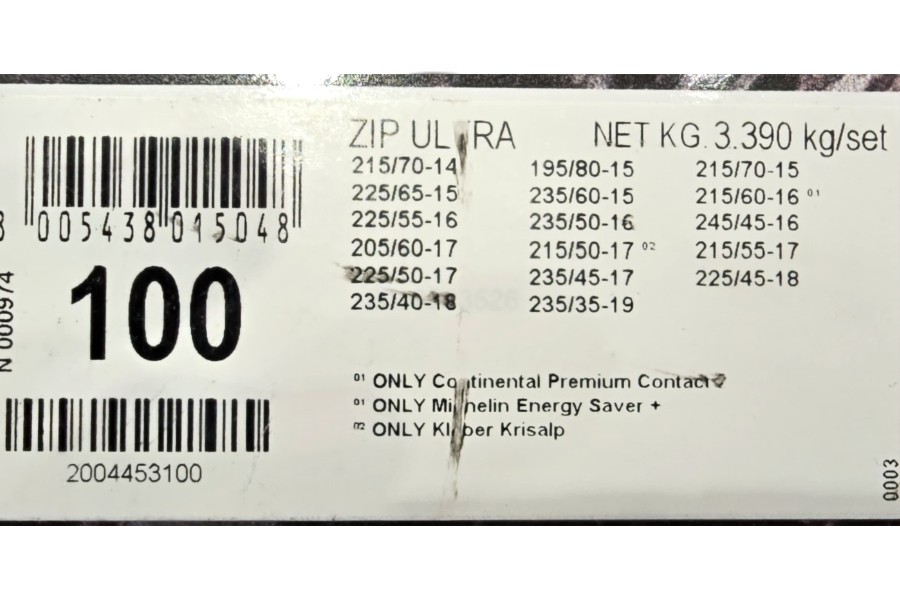 ZIP ULTRA NET KG. 3.390 kg/set
215/70-14 195/80-15 215/70-15
225/65-15 235/60-15 215/60-16 01
225/55-16 235/50-16 245/45-16
205/60-17 215/50-17 02 215/55-17
225/50-17 235/45-17 225/45-18
235/40-18 235/35-19
8 005438 015048
100
N 000974
2004453100
01 ONLY Continental Premium Contact
01 ONLY Michelin Energy Saver +
02 ONLY Kleber Krisalp
0003